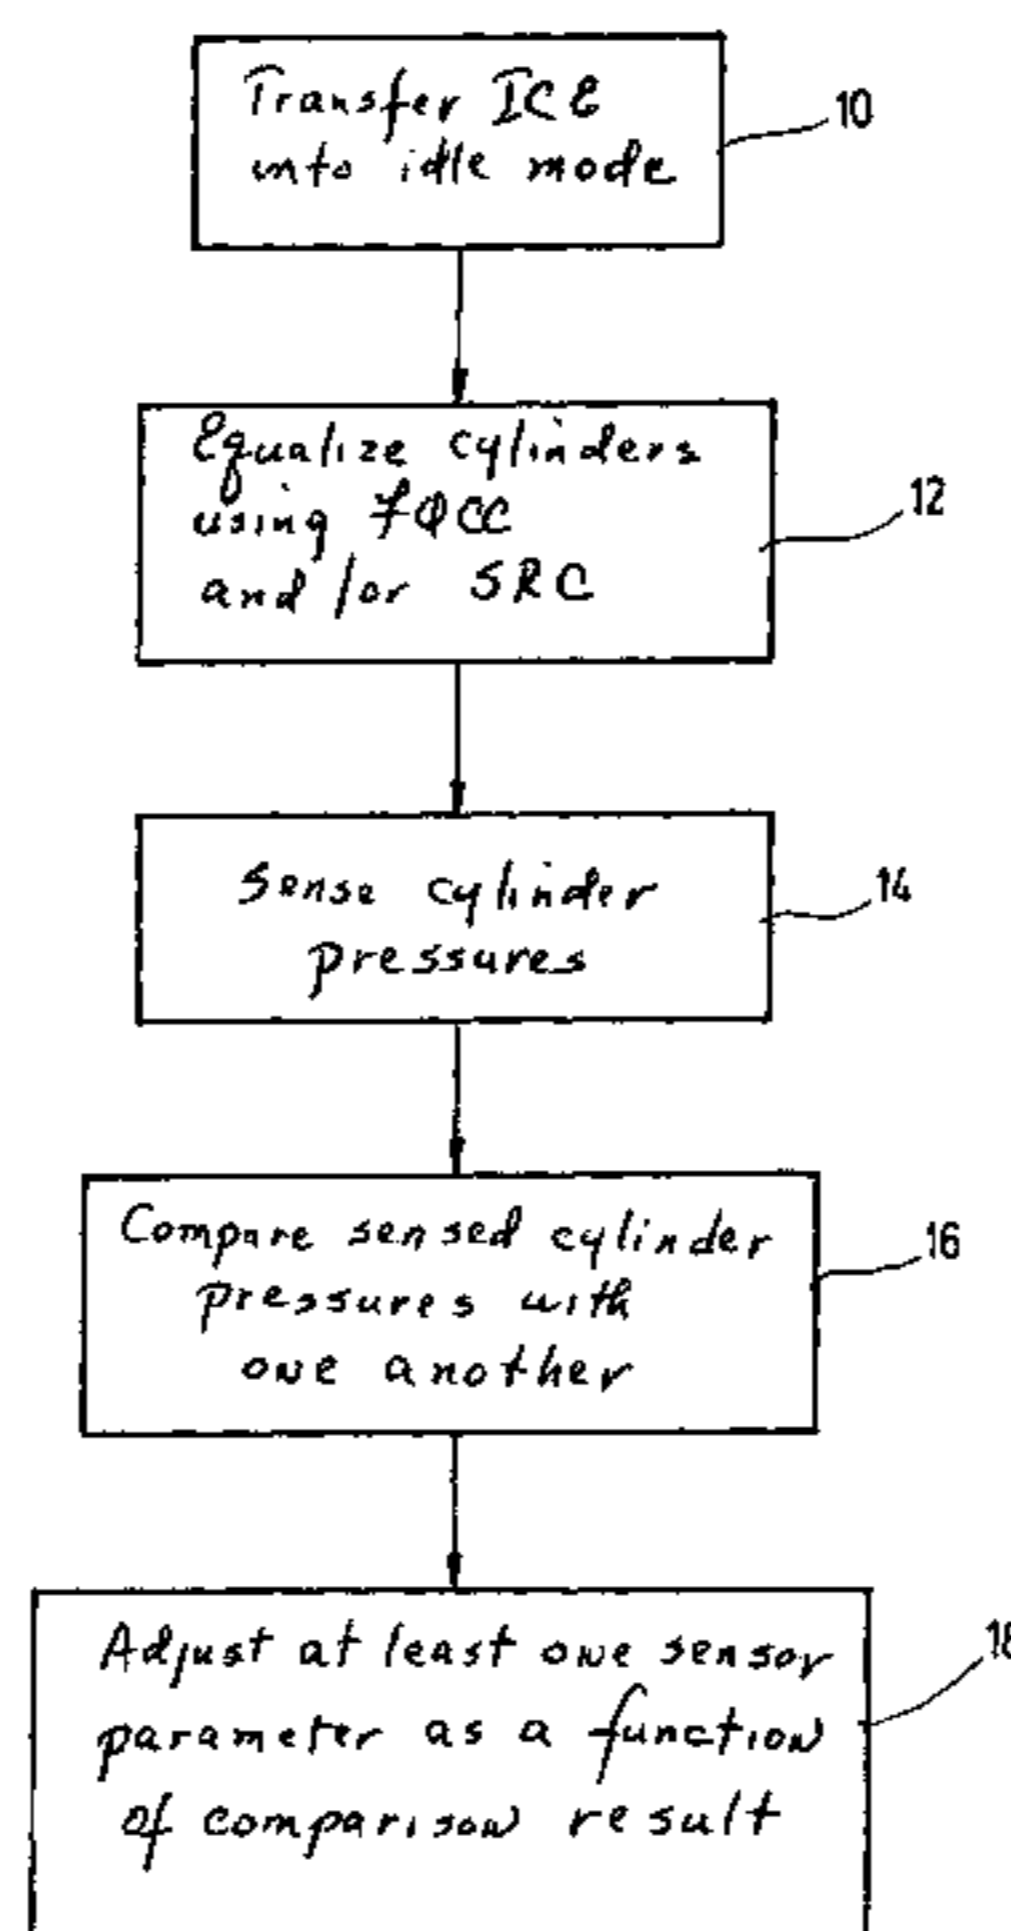 Transfer ICE
into idle mode
10
Equalize cylinders
using FQCC
and/or SRC
12
Sense cylinder
pressures
14
Compare sensed cylinder
pressures with
one another
16
Adjust at least one sensor
parameter as a function
of comparison result
18